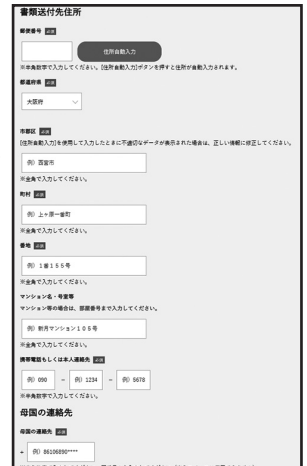 書類送付先住所
郵便番号 必須
住所自動入力
※半角数字で入力してください。[住所自動入力]ボタンを押すと住所が自動入力されます。
都道府県 必須
大阪府
市郡区 必須
[住所自動入力]を使用して入力したときに不適切なデータが表示された場合は、正しい情報に修正してください。
例）西宮市
※全角で入力してください。
町村 必須
例）上ヶ原一番町
※全角で入力してください。
番地 必須
例）１番１５５号
※全角で入力してください。
マンション名・号室等
マンション等の場合は、部屋番号まで入力してください。
例）新月マンション１０５号
※全角で入力してください。
携帯電話もしくは本人連絡先 必須
例）090 － 例）1234 － 例）5678
※半角数字で入力してください。
母国の連絡先
母国の連絡先 必須
+ 例）86106890****